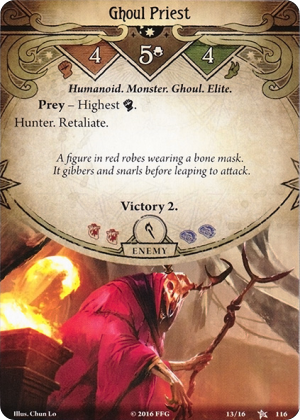 Ghoul Priest
4 5 4
Humanoid. Monster. Ghoul. Elite.
Prey – Highest .
Hunter. Retaliate.
A figure in red robes wearing a bone mask.
It gibbers and snarls before leaping to attack.
Victory 2.
ENEMY
Illus. Chun Lo © 2016 FFG 13/16 116